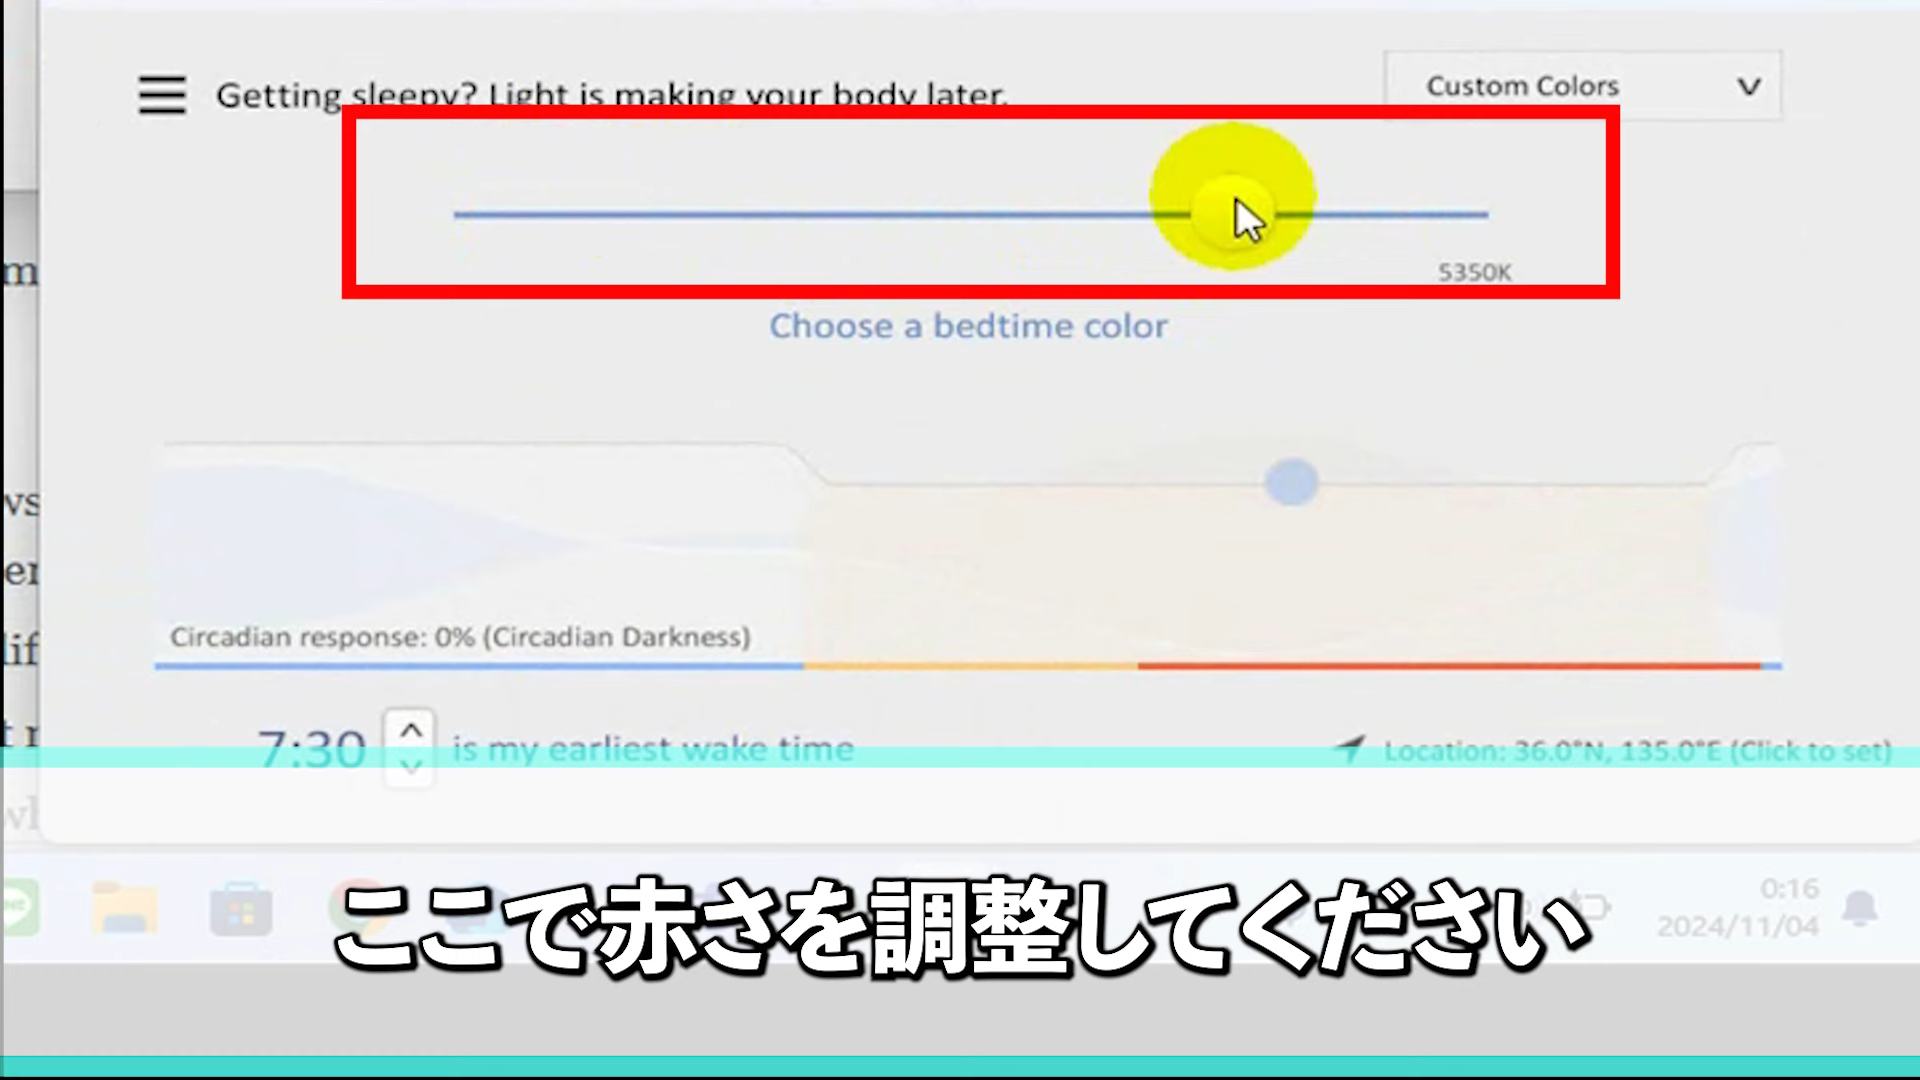 Getting sleepy? Light is making your body later.
Custom Colors
5350K
Choose a bedtime color
Circadian response: 0% (Circadian Darkness)
7:30 is my earliest wake time
Location: 36.0°N, 135.0°E (Click to set)
ここで赤さを調整してください
0:16
2024/11/04